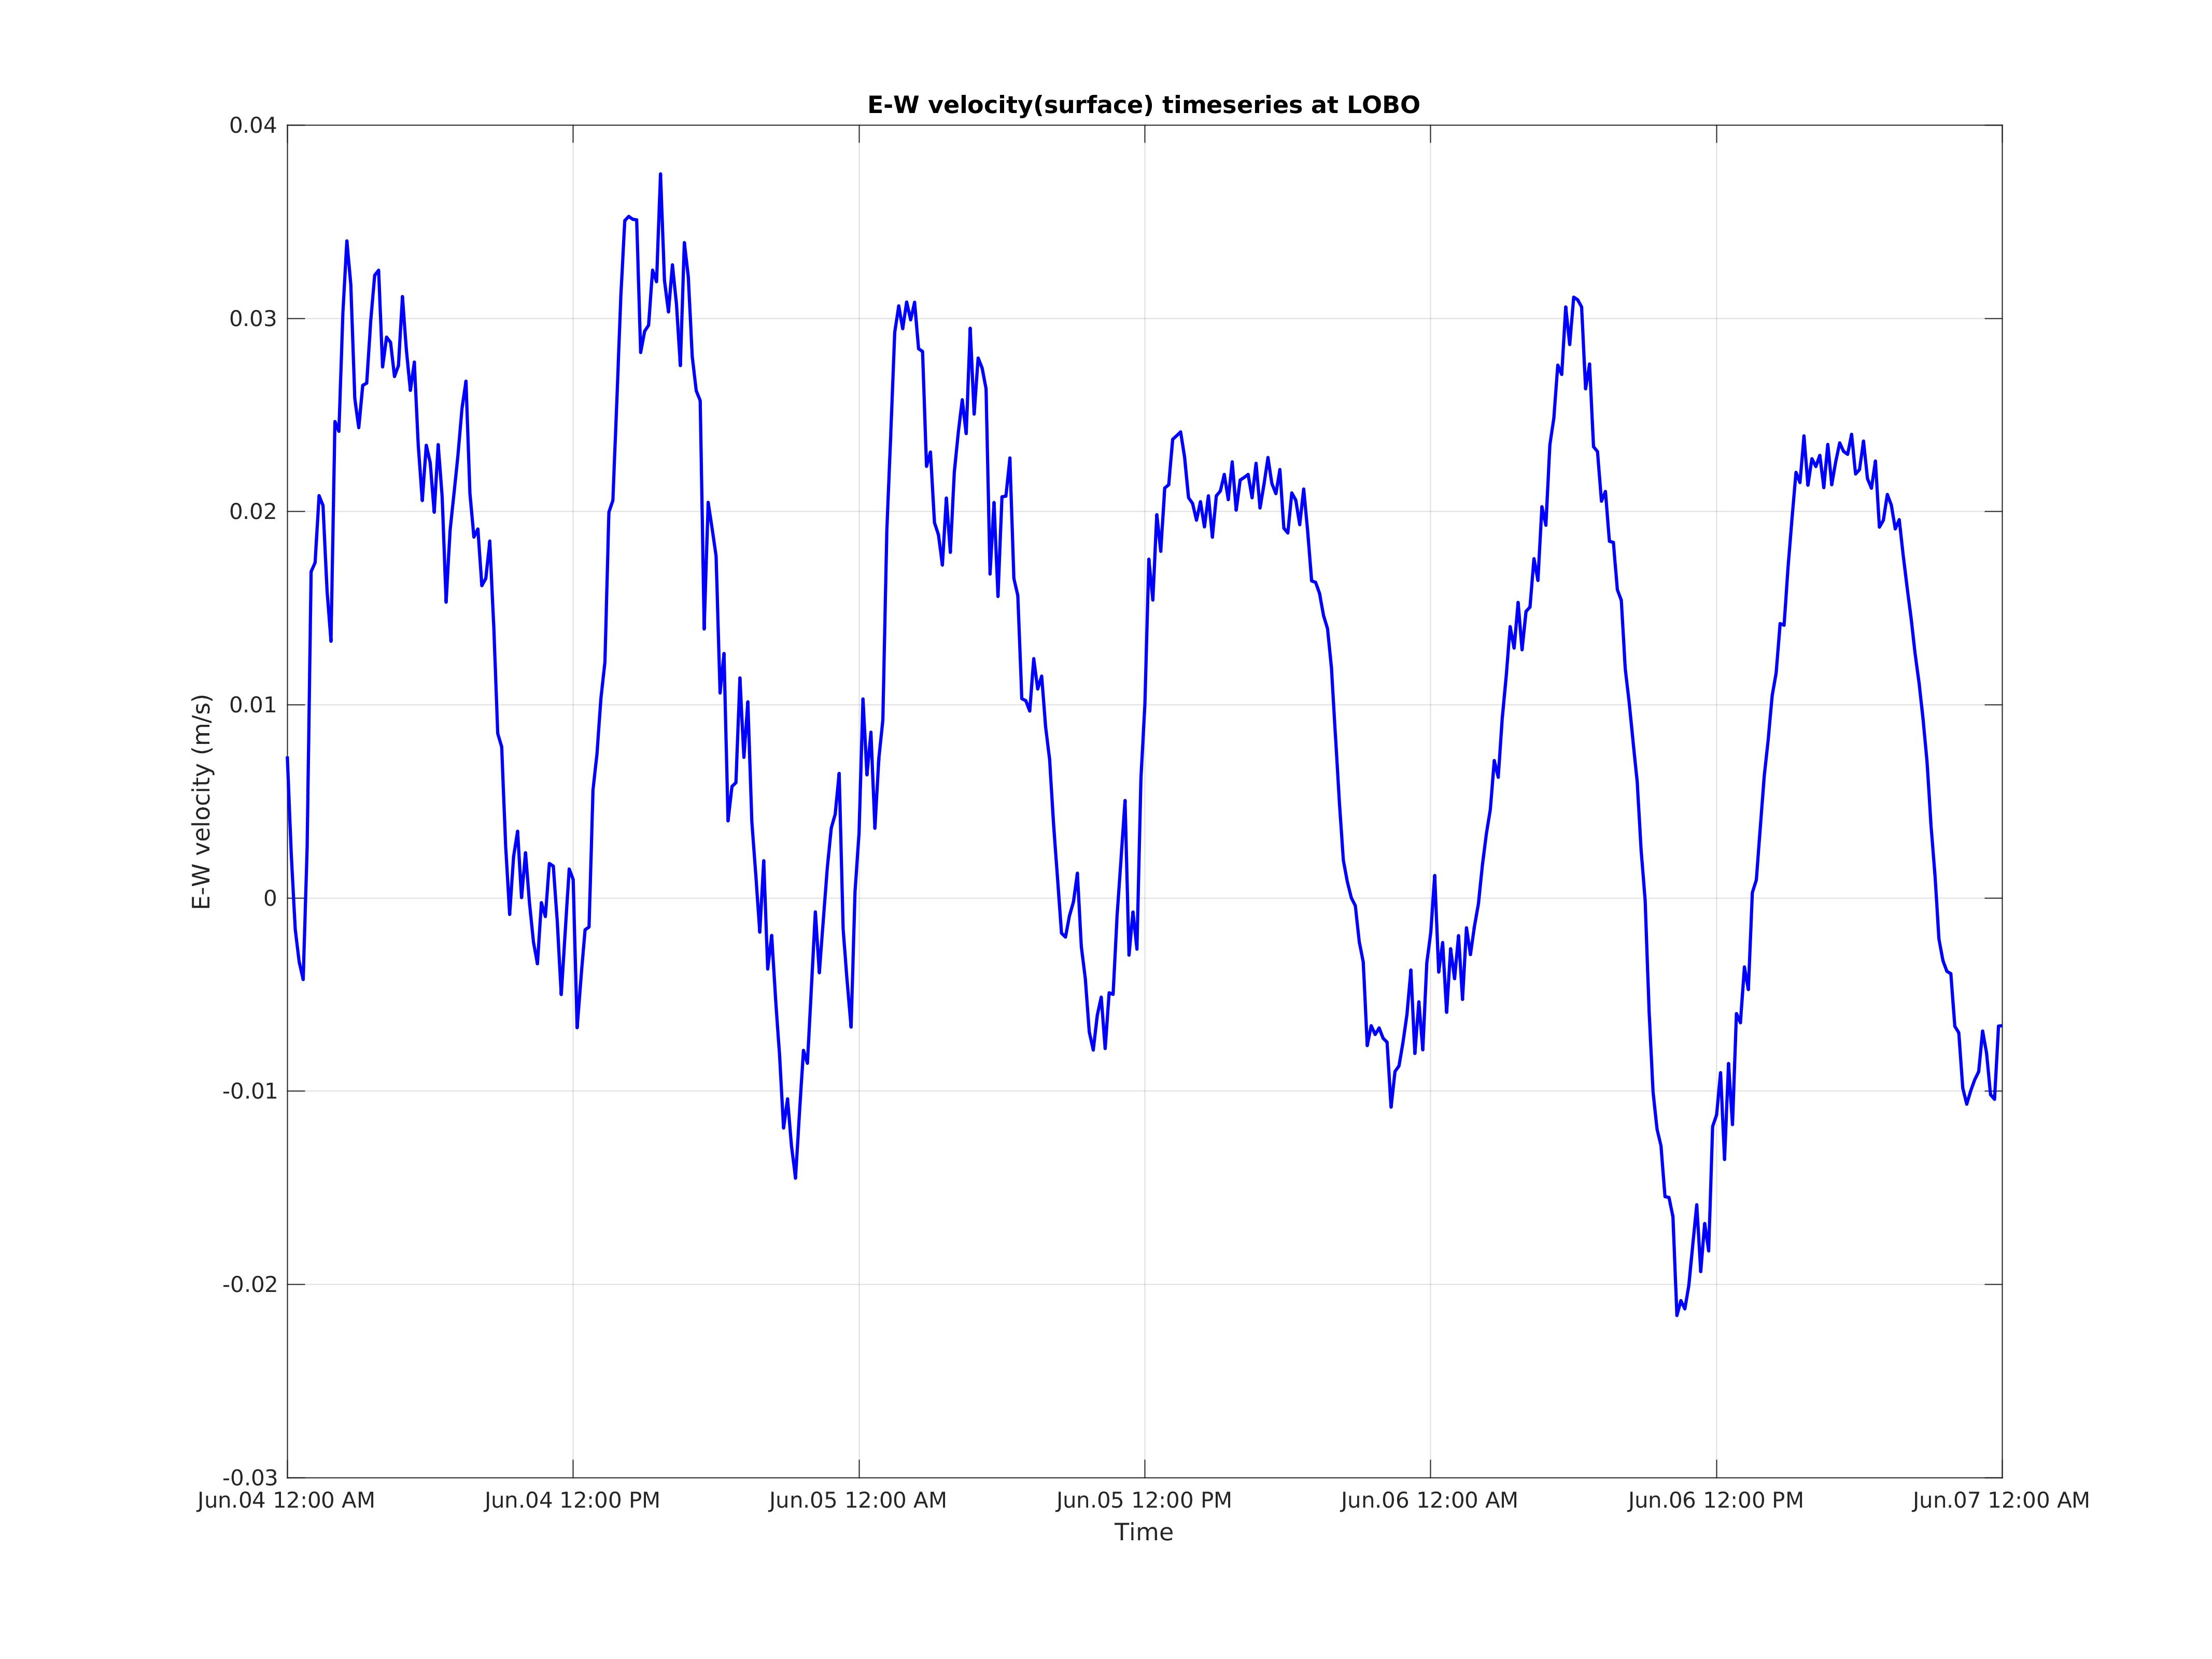 E-W velocity(surface) timeseries at LOBO
0.04
0.03
0.02
0.01
0
-0.01
-0.02
-0.03
E-W velocity (m/s)
Jun.04 12:00 AM Jun.04 12:00 PM Jun.05 12:00 AM Jun.05 12:00 PM Jun.06 12:00 AM Jun.06 12:00 PM Jun.07 12:00 AM
Time